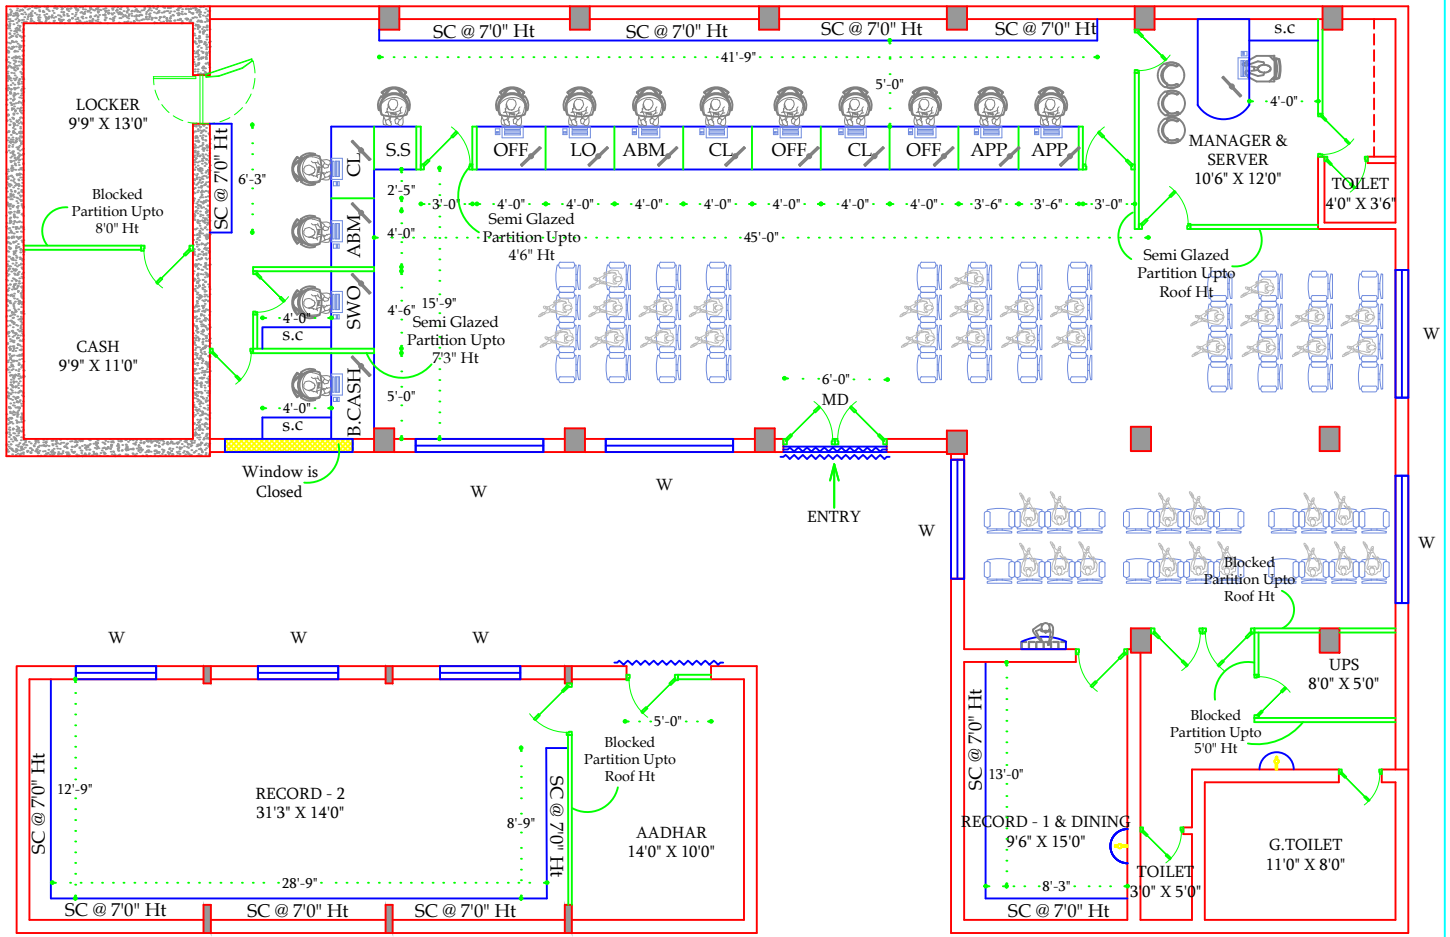 SC @ 7'0" Ht
SC @ 7'0" Ht
SC @ 7'0" Ht
SC @ 7'0" Ht
s.c
41'-9"
5'-0"
4'-0"
LOCKER
9'9" X 13'0"
SC @ 7'0" Ht
6'-3"
CL
S.S
OFF
LO
ABM
CL
OFF
CL
OFF
APP
APP
MANAGER &
SERVER
10'6" X 12'0"
TOILET
4'0" X 3'6"
Blocked
Partition Upto
8'0" Ht
2'-5"
3'-0"
4'-0"
4'-0"
4'-0"
4'-0"
4'-0"
4'-0"
4'-0"
3'-6"
3'-6"
3'-0"
Semi Glazed
Partition Upto
4'6" Ht
ABM
4'-0"
45'-0"
Semi Glazed
Partition Upto
Roof Ht
SWO
4'-0"
s.c
4'-6"
15'-9"
Semi Glazed
Partition Upto
7'3" Ht
CASH
9'9" X 11'0"
W
B.CASH
5'-0"
4'-0"
s.c
6'-0"
MD
Window is
Closed
W
W
ENTRY
W
W
Blocked
Partition Upto
Roof Ht
W
W
W
5'-0"
Blocked
Partition Upto
Roof Ht
SC @ 7'0" Ht
12'-9"
RECORD - 2
31'3" X 14'0"
8'-9"
SC @ 7'0" Ht
AADHAR
14'0" X 10'0"
28'-9"
SC @ 7'0" Ht
SC @ 7'0" Ht
SC @ 7'0" Ht
UPS
8'0" X 5'0"
Blocked
Partition Upto
5'0" Ht
SC @ 7'0" Ht
13'-0"
RECORD - 1 & DINING
9'6" X 15'0"
8'-3"
SC @ 7'0" Ht
TOILET
3'0" X 5'0"
G.TOILET
11'0" X 8'0"